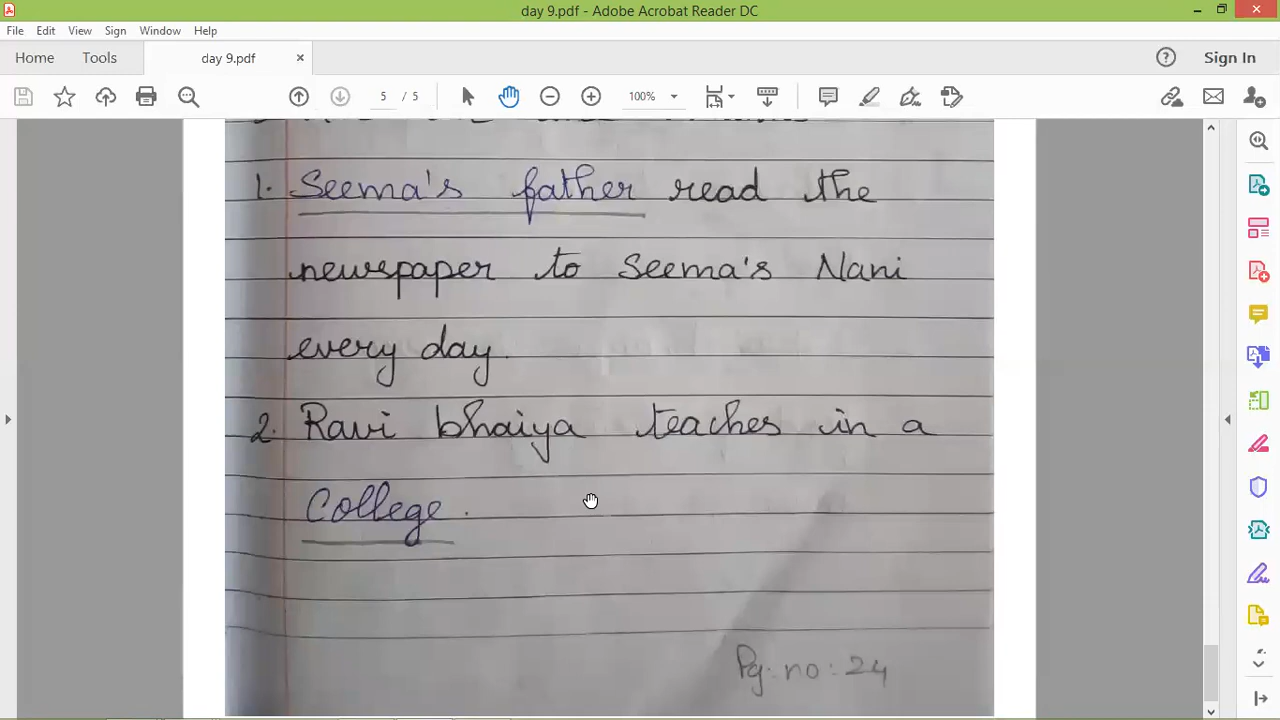 day 9.pdf - Adobe Acrobat Reader DC
File Edit View Sign Window Help
Home Tools day 9.pdf × Sign In
5 / 5 100%
1. Seema's father read the
newspaper to Seema's Nani
every day.
2. Ravi bhaiya teaches in a
College.
Pg: no: 24